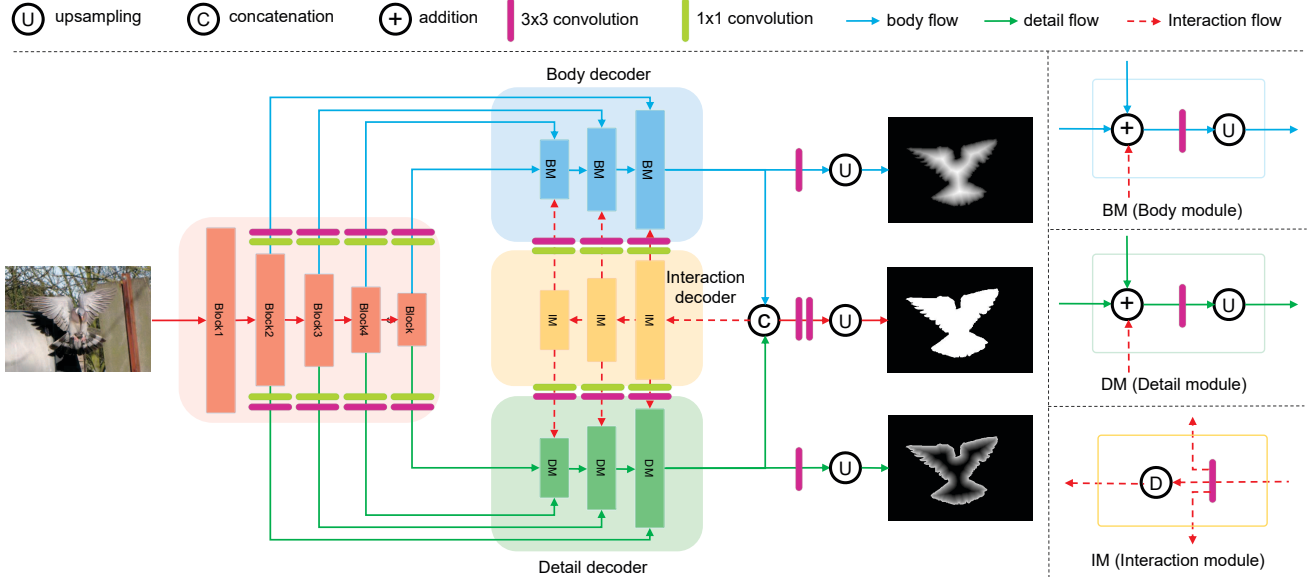 U upsampling C concatenation + addition 3x3 convolution 1x1 convolution body flow detail flow Interaction flow
Body decoder
BM BM BM
U
Block1 Block2 Block3 Block4 Block
IM IM IM
Interaction
decoder
C U
DM DM DM
U
Detail decoder
+ U
BM (Body module)
+ U
DM (Detail module)
D
IM (Interaction module)